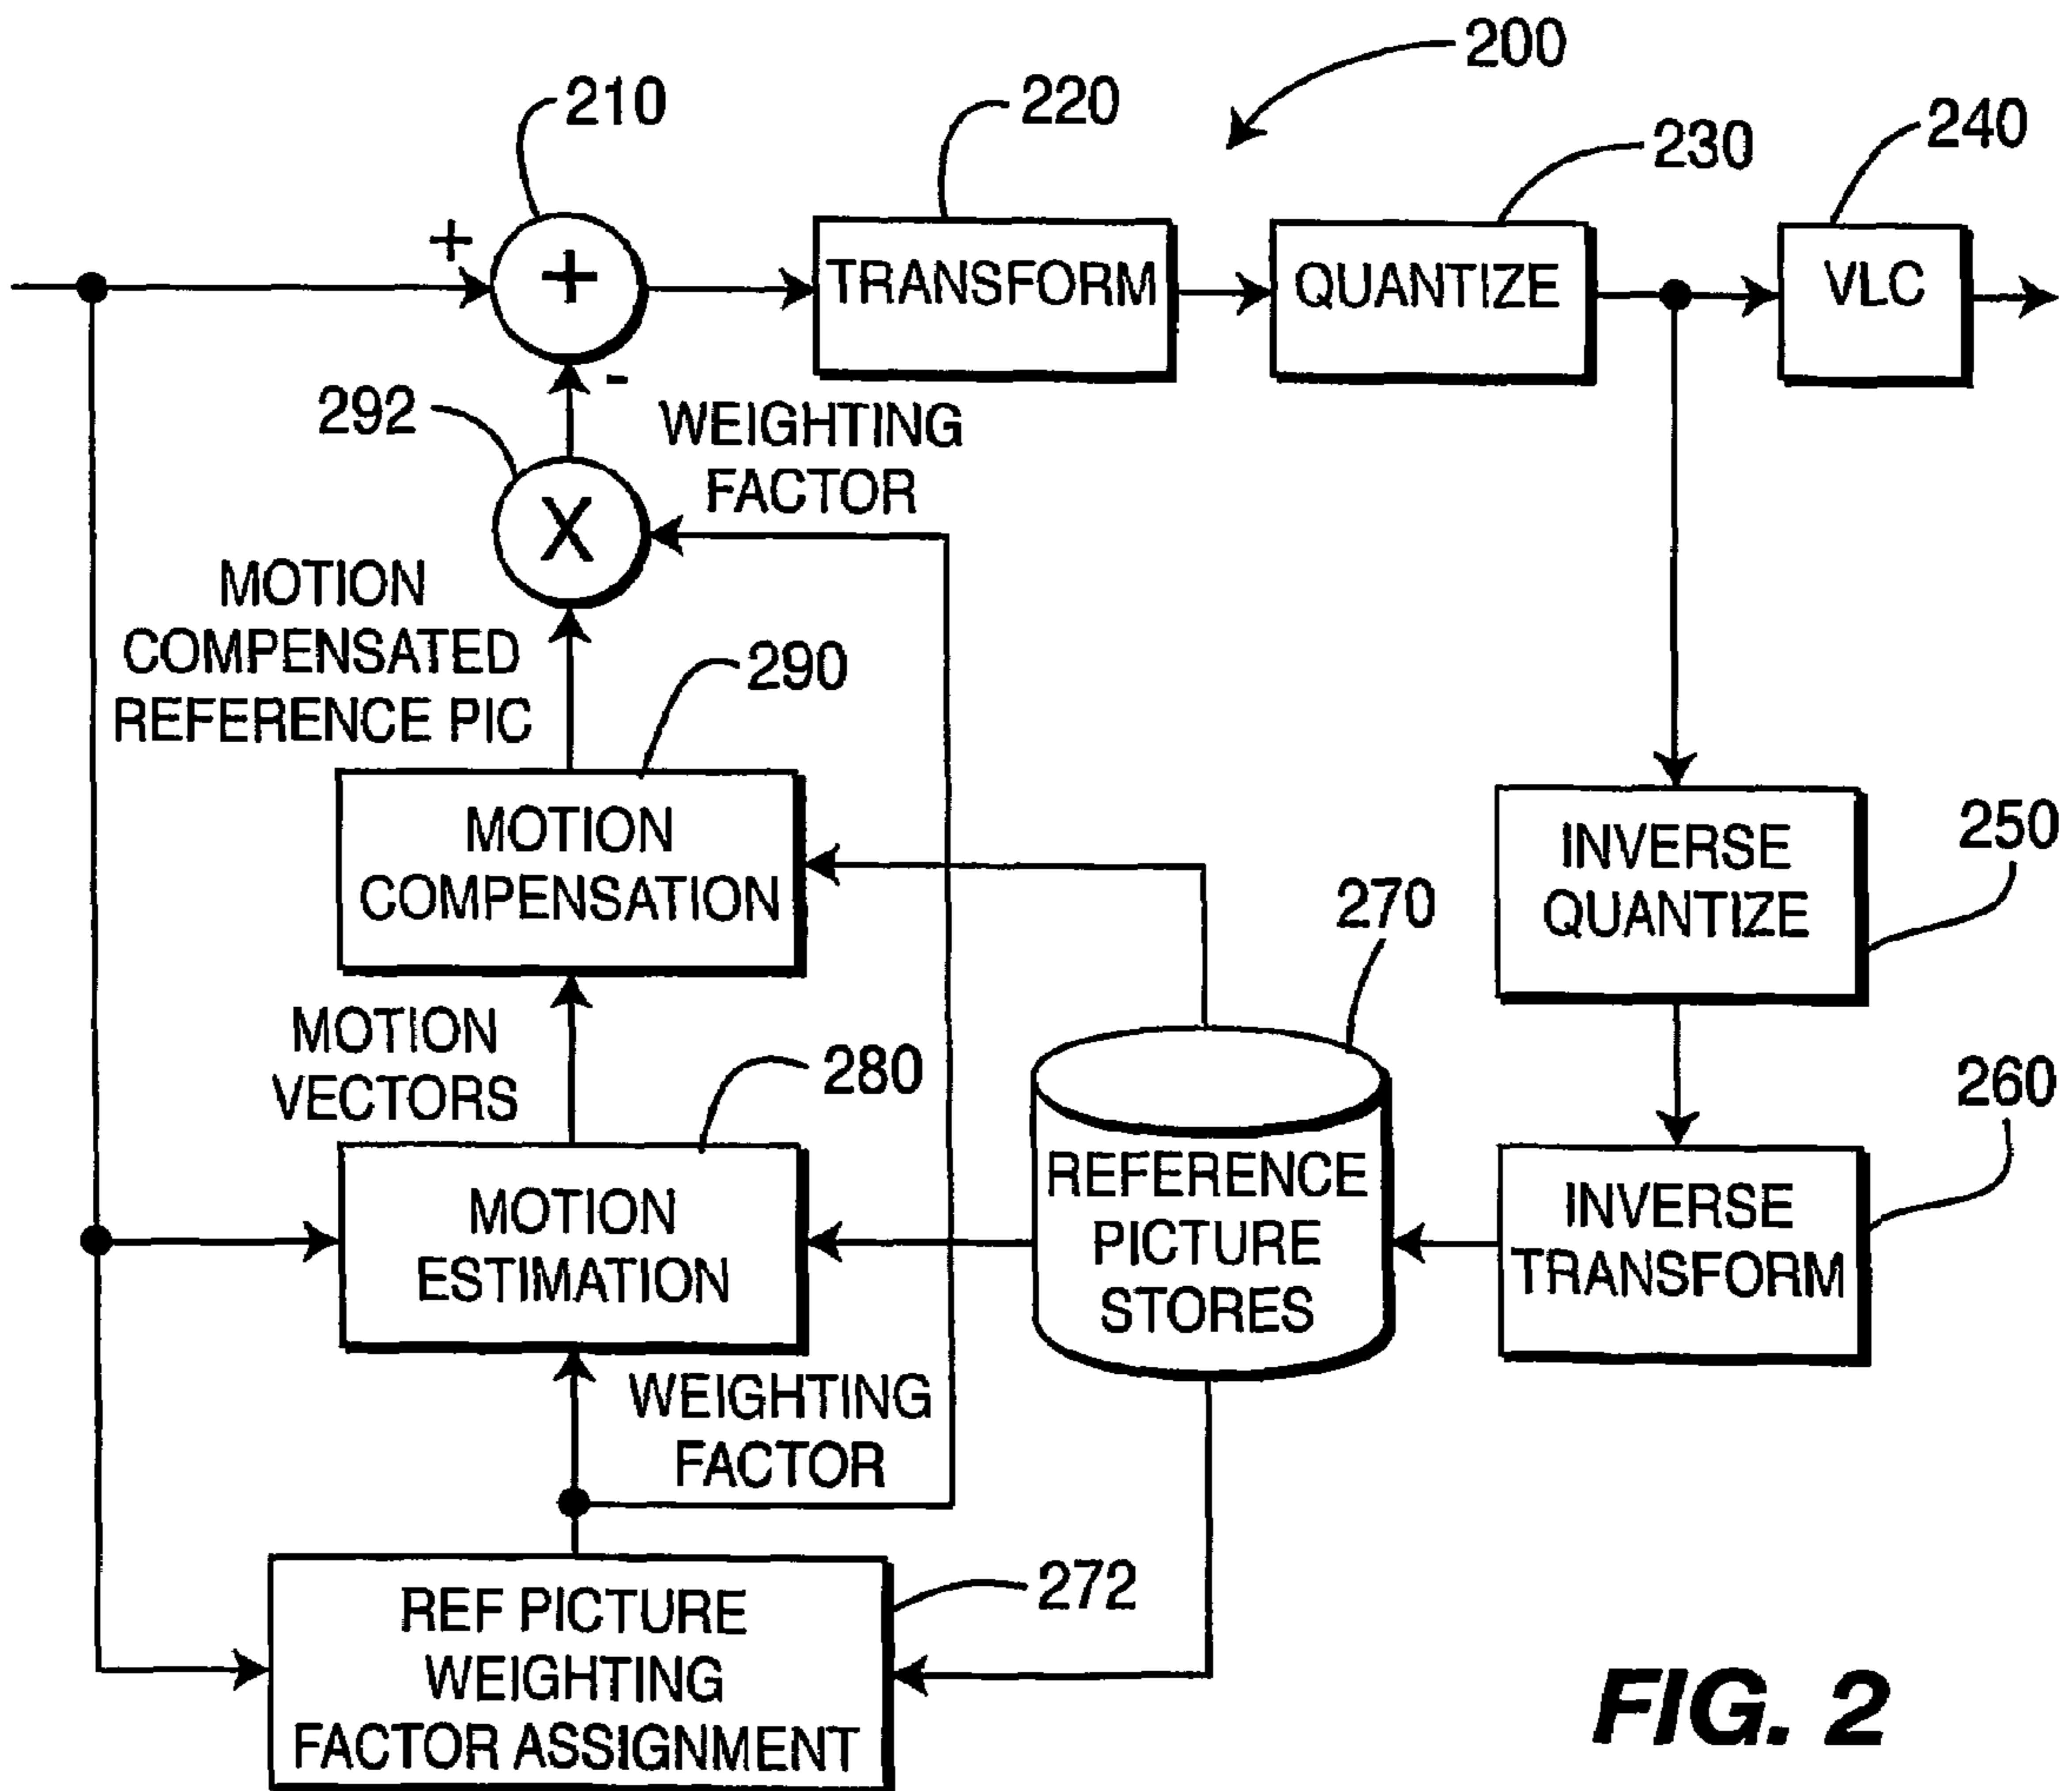 200
210
220
230
240
+
+
TRANSFORM
QUANTIZE
VLC
-
292
WEIGHTING
FACTOR
X
MOTION
COMPENSATED
REFERENCE PIC
290
MOTION
COMPENSATION
270
INVERSE
QUANTIZE
250
MOTION
VECTORS
280
260
MOTION
ESTIMATION
REFERENCE
PICTURE
STORES
INVERSE
TRANSFORM
WEIGHTING
FACTOR
272
REF PICTURE
WEIGHTING
FACTOR ASSIGNMENT
FIG. 2